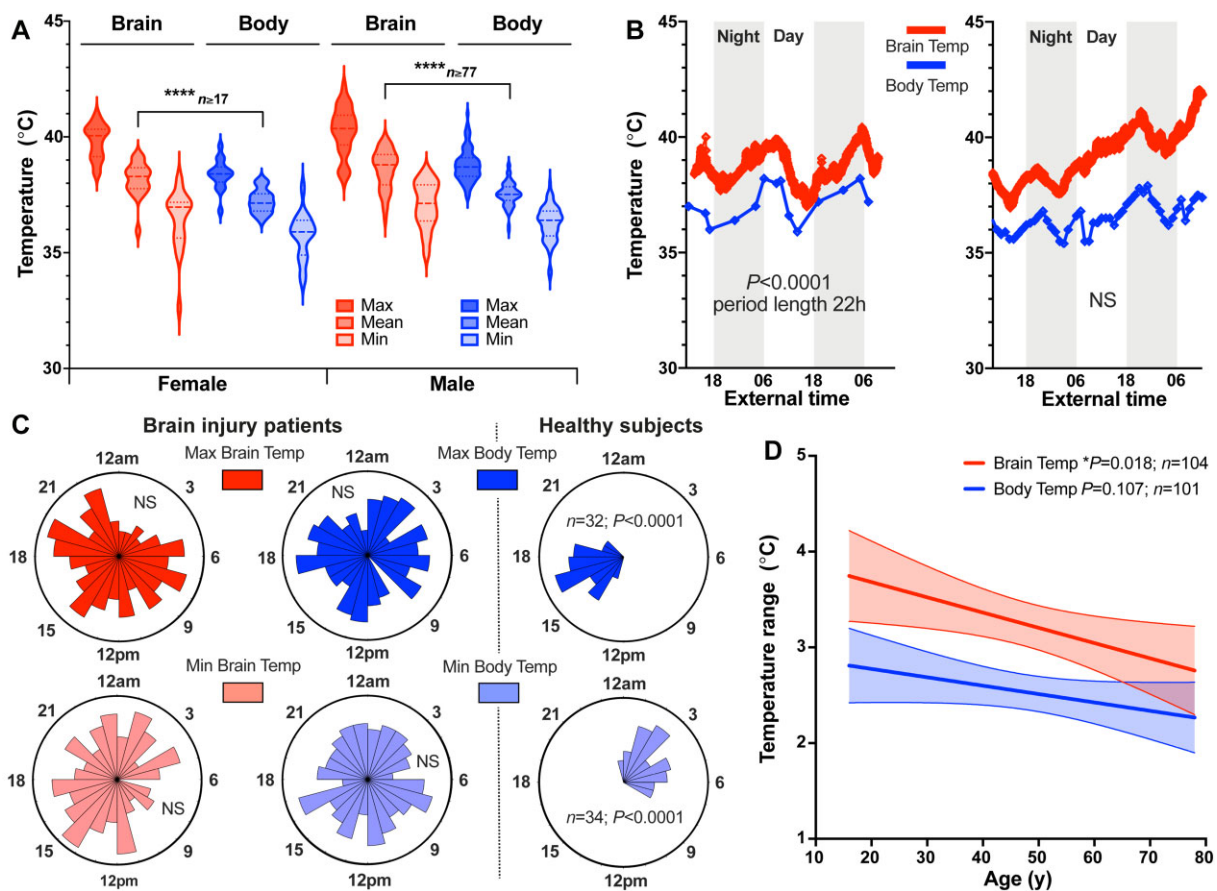 A
Brain Body Brain Body
45
40
35
30
Temperature (°C)
**** n≥17
**** n≥77
Max
Mean
Min
Max
Mean
Min
Female Male
B
45
40
35
30
Temperature (°C)
Night Day
P<0.0001
period length 22h
18 06 18 06
External time
Brain Temp
Body Temp
45
40
35
30
Night Day
NS
18 06 18 06
External time
C
Brain injury patients
Healthy subjects
Max Brain Temp
12am
3
6
9
12pm
15
18
21
NS
Max Body Temp
12am
3
6
9
12pm
15
18
21
NS
12am
3
6
9
12pm
15
18
21
n=32; P<0.0001
Min Brain Temp
12am
3
6
9
12pm
15
18
21
NS
Min Body Temp
12am
3
6
9
12pm
15
18
21
NS
12am
3
6
9
12pm
15
18
21
n=34; P<0.0001
D
Brain Temp *P=0.018; n=104
Body Temp P=0.107; n=101
5
4
3
2
1
Temperature range (°C)
10 20 30 40 50 60 70 80
Age (y)